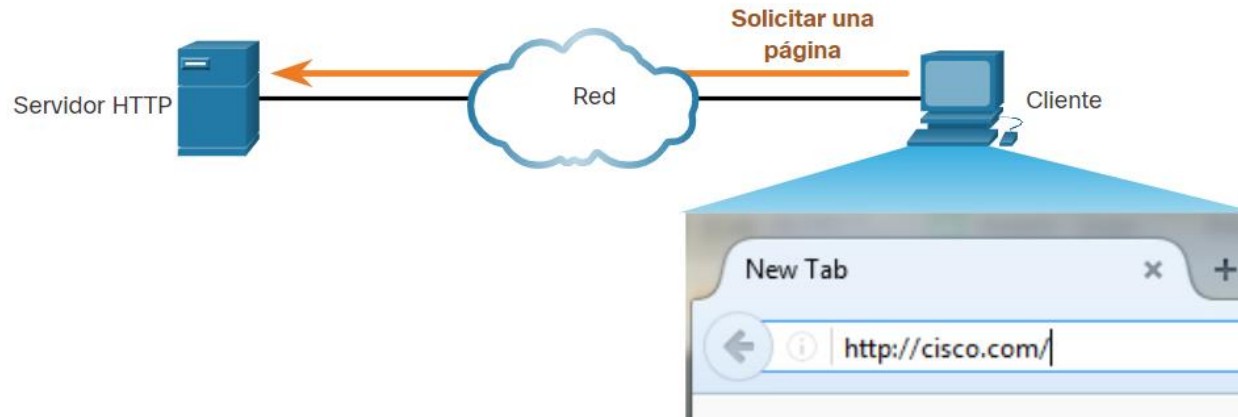 Solicitar una
página
Servidor HTTP
Red
Cliente
New Tab
http://cisco.com/